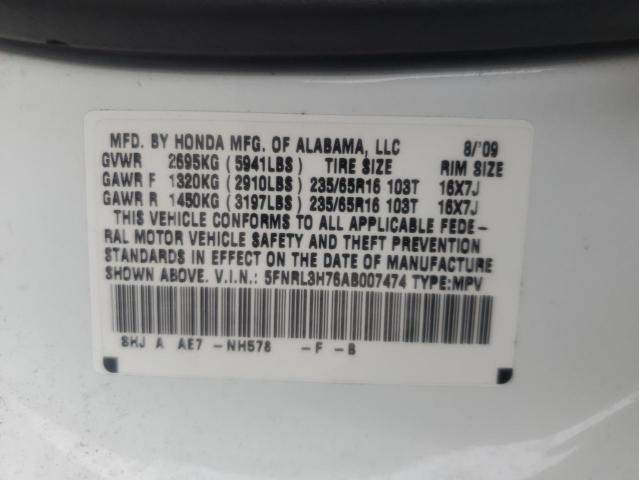 MFD. BY HONDA MFG. OF ALABAMA, LLC 8/'09
GVWR 2695KG (5941LBS) TIRE SIZE RIM SIZE
GAWR F 1320KG (2910LBS) 235/65R16 103T 16X7J
GAWR R 1450KG (3197LBS) 235/65R16 103T 16X7J
THIS VEHICLE CONFORMS TO ALL APPLICABLE FEDE-
RAL MOTOR VEHICLE SAFETY AND THEFT PREVENTION
STANDARDS IN EFFECT ON THE DATE OF MANUFACTURE
SHOWN ABOVE. V.I.N.: 5FNRL3H76AB007474 TYPE:MPV
SHJ A AE7 -NH578 -F -B